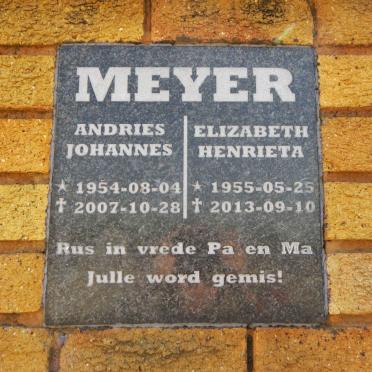 MEYER
ANDRIES
JOHANNES
★ 1954-08-04
✝ 2007-10-28
ELIZABETH
HENRIETA
★ 1955-05-25
✝ 2013-09-10
Rus in vrede Pa en Ma
Julle word gemis!